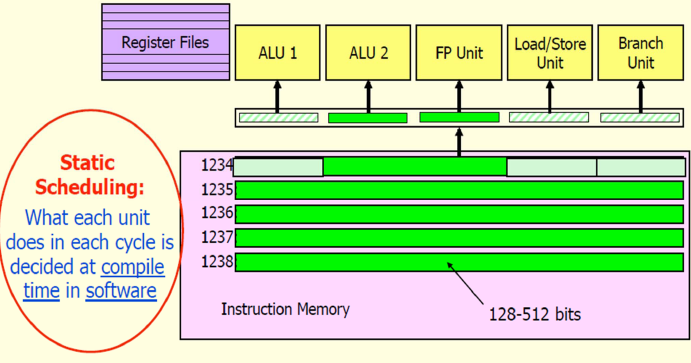 Register Files
ALU 1
ALU 2
FP Unit
Load/Store
Unit
Branch
Unit
Static
Scheduling:
What each unit
does in each cycle is
decided at compile
time in software
1234
1235
1236
1237
1238
Instruction Memory
128-512 bits